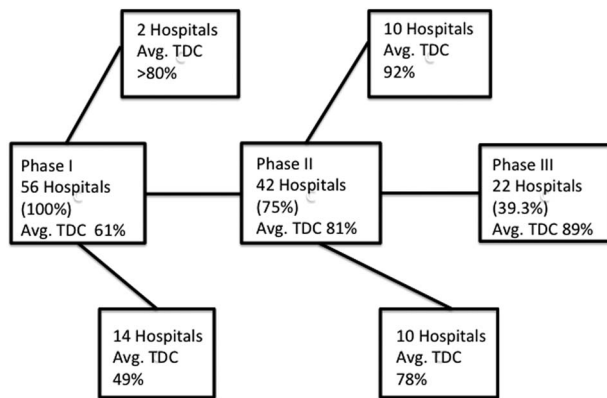 2 Hospitals
Avg. TDC
>80%
10 Hospitals
Avg. TDC
92%
Phase I
56 Hospitals
(100%)
Avg. TDC 61%
Phase II
42 Hospitals
(75%)
Avg. TDC 81%
Phase III
22 Hospitals
(39.3%)
Avg. TDC 89%
14 Hospitals
Avg. TDC
49%
10 Hospitals
Avg. TDC
78%